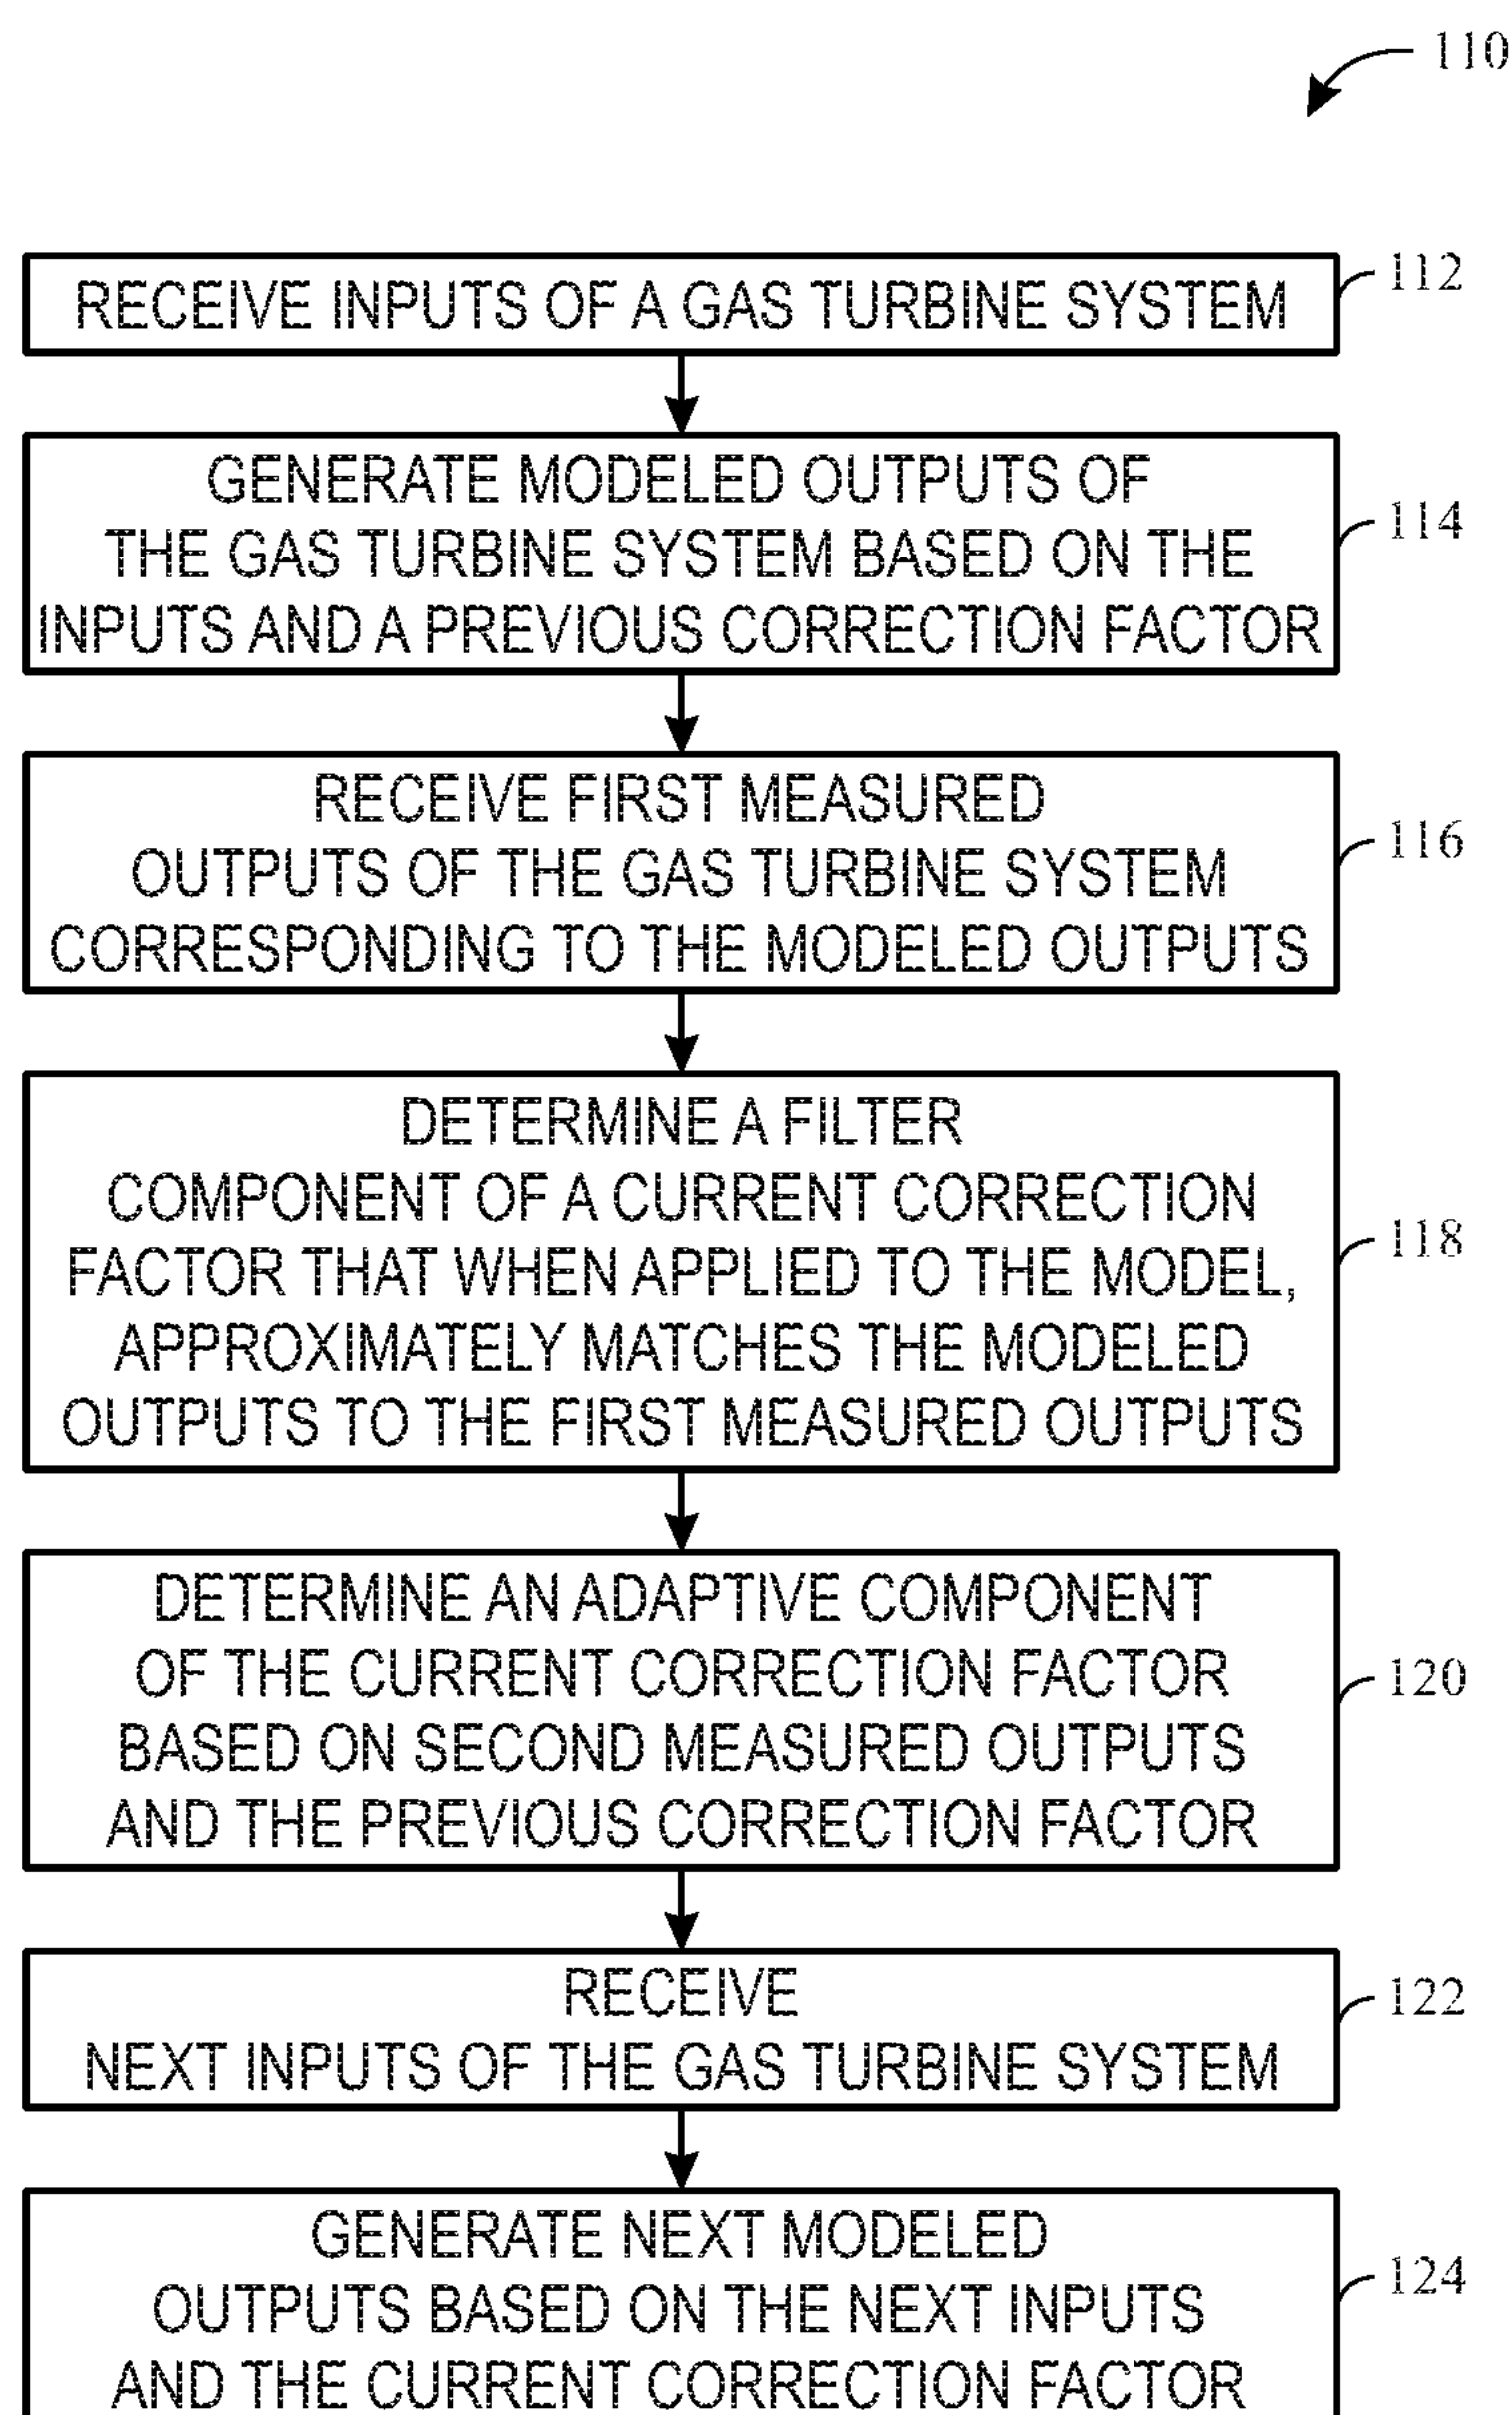 110
RECEIVE INPUTS OF A GAS TURBINE SYSTEM
112
GENERATE MODELED OUTPUTS OF
THE GAS TURBINE SYSTEM BASED ON THE
INPUTS AND A PREVIOUS CORRECTION FACTOR
114
RECEIVE FIRST MEASURED
OUTPUTS OF THE GAS TURBINE SYSTEM
CORRESPONDING TO THE MODELED OUTPUTS
116
DETERMINE A FILTER
COMPONENT OF A CURRENT CORRECTION
FACTOR THAT WHEN APPLIED TO THE MODEL,
APPROXIMATELY MATCHES THE MODELED
OUTPUTS TO THE FIRST MEASURED OUTPUTS
118
DETERMINE AN ADAPTIVE COMPONENT
OF THE CURRENT CORRECTION FACTOR
BASED ON SECOND MEASURED OUTPUTS
AND THE PREVIOUS CORRECTION FACTOR
120
RECEIVE
NEXT INPUTS OF THE GAS TURBINE SYSTEM
122
GENERATE NEXT MODELED
OUTPUTS BASED ON THE NEXT INPUTS
AND THE CURRENT CORRECTION FACTOR
124